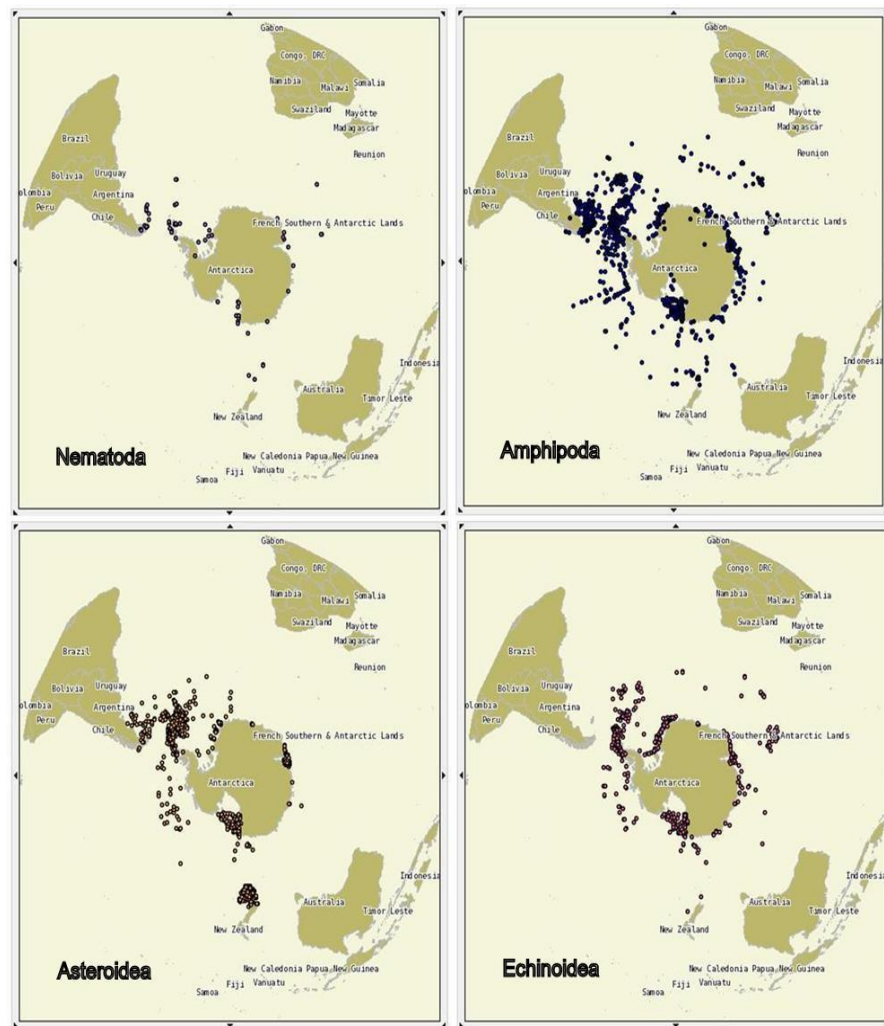 Gabon
Congo, DRC
Namibia
Malawi
Somalia
Swaziland
Mayotte
Madagascar
Reunion
Brazil
Bolivia
Uruguay
olombia
Peru
Argentina
Chile
French Southern & Antarctic Lands
Antarctica
Indonesia
Australia
Timor Leste
New Zealand
New Caledonia
Papua New Guinea
Fiji
Vanuatu
Samoa
Nematoda
Gabon
Congo, DRC
Namibia
Malawi
Somalia
Swaziland
Mayotte
Madagascar
Reunion
Brazil
Bolivia
Uruguay
olombia
Peru
Argentina
Chile
French Southern & Antarctic Lands
Antarctica
Indonesia
Australia
Timor Leste
New Zealand
New Caledonia
Papua New Guinea
Fiji
Vanuatu
Samoa
Amphipoda
Gabon
Congo, DRC
Namibia
Malawi
Somalia
Swaziland
Mayotte
Madagascar
Reunion
Brazil
Bolivia
Uruguay
olombia
Peru
Argentina
Chile
French Southern & Antarctic Lands
Antarctica
Indonesia
Australia
Timor Leste
New Zealand
New Caledonia
Papua New Guinea
Fiji
Vanuatu
Samoa
Asteroidea
Gabon
Congo, DRC
Namibia
Malawi
Somalia
Swaziland
Mayotte
Madagascar
Reunion
Brazil
Bolivia
Uruguay
olombia
Peru
Argentina
Chile
French Southern & Antarctic Lands
Antarctica
Indonesia
Australia
Timor Leste
New Zealand
New Caledonia
Papua New Guinea
Fiji
Vanuatu
Samoa
Echinoidea